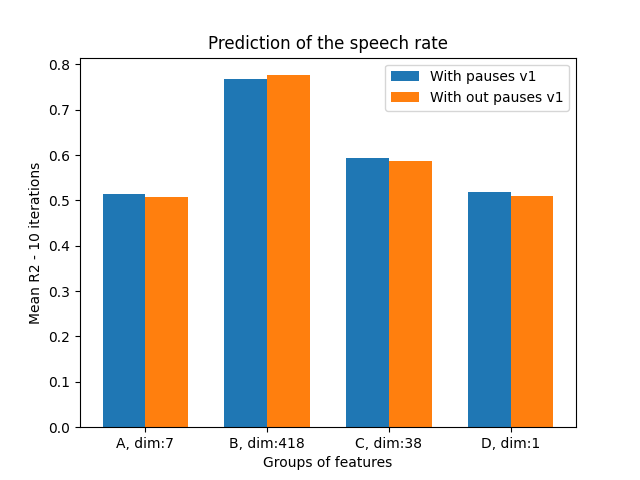 Prediction of the speech rate
With pauses v1
With out pauses v1
Mean R2 - 10 iterations
0.8
0.7
0.6
0.5
0.4
0.3
0.2
0.1
0.0
A, dim:7 B, dim:418 C, dim:38 D, dim:1
Groups of features